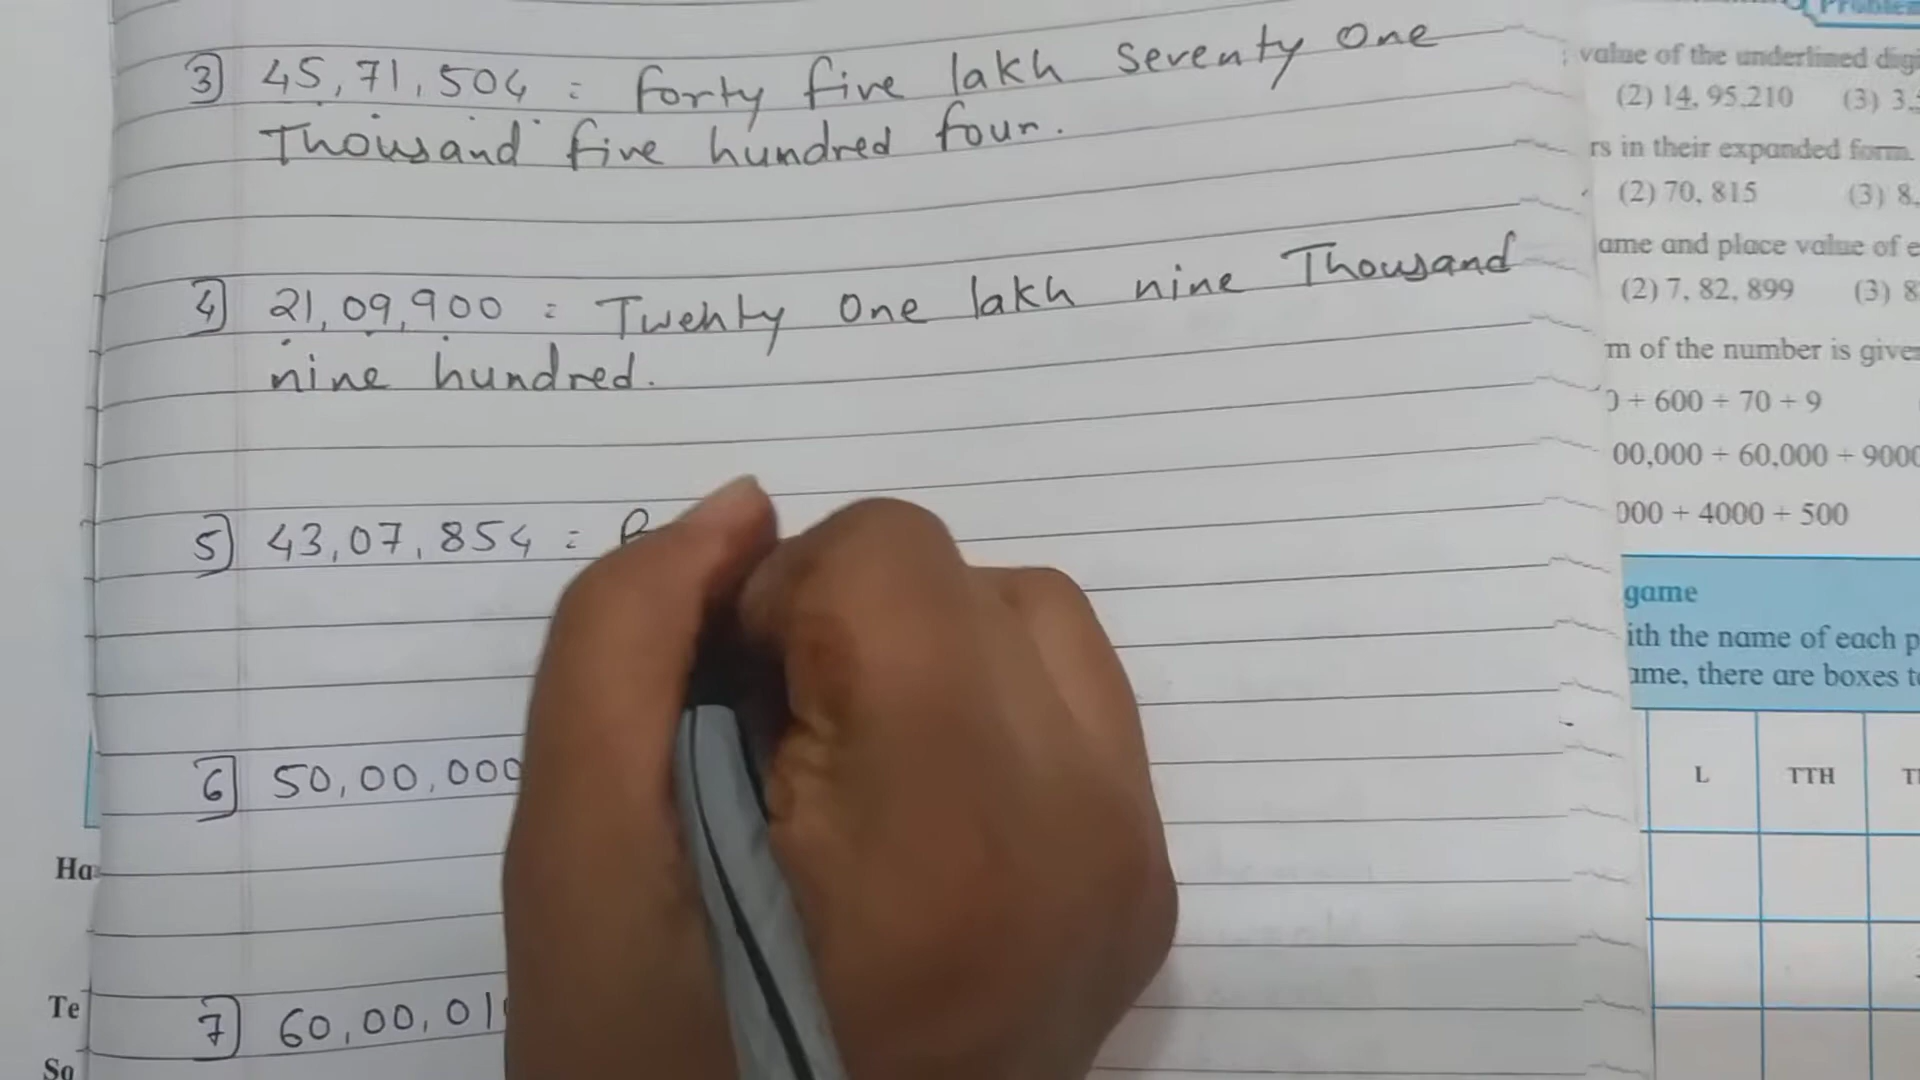 3) 45,71,504 = Forty five lakh seventy One
Thousand five hundred four.
4) 21,09,900 = Twenty One lakh nine Thousand
nine hundred.
5) 43,07,854 =
6) 50,00,000
7) 60,00,01
Ha
Te
So
Problem
value of the underlined digi
(2) 14, 95,210 (3) 3,
rs in their expanded form.
(2) 70, 815 (3) 8,
ame and place value of e
(2) 7, 82, 899 (3) 8
m of the number is give
0 + 600 + 70 + 9
00,000 + 60,000 + 9000
000 + 4000 + 500
game
ith the name of each p
ame, there are boxes t
L TTH T